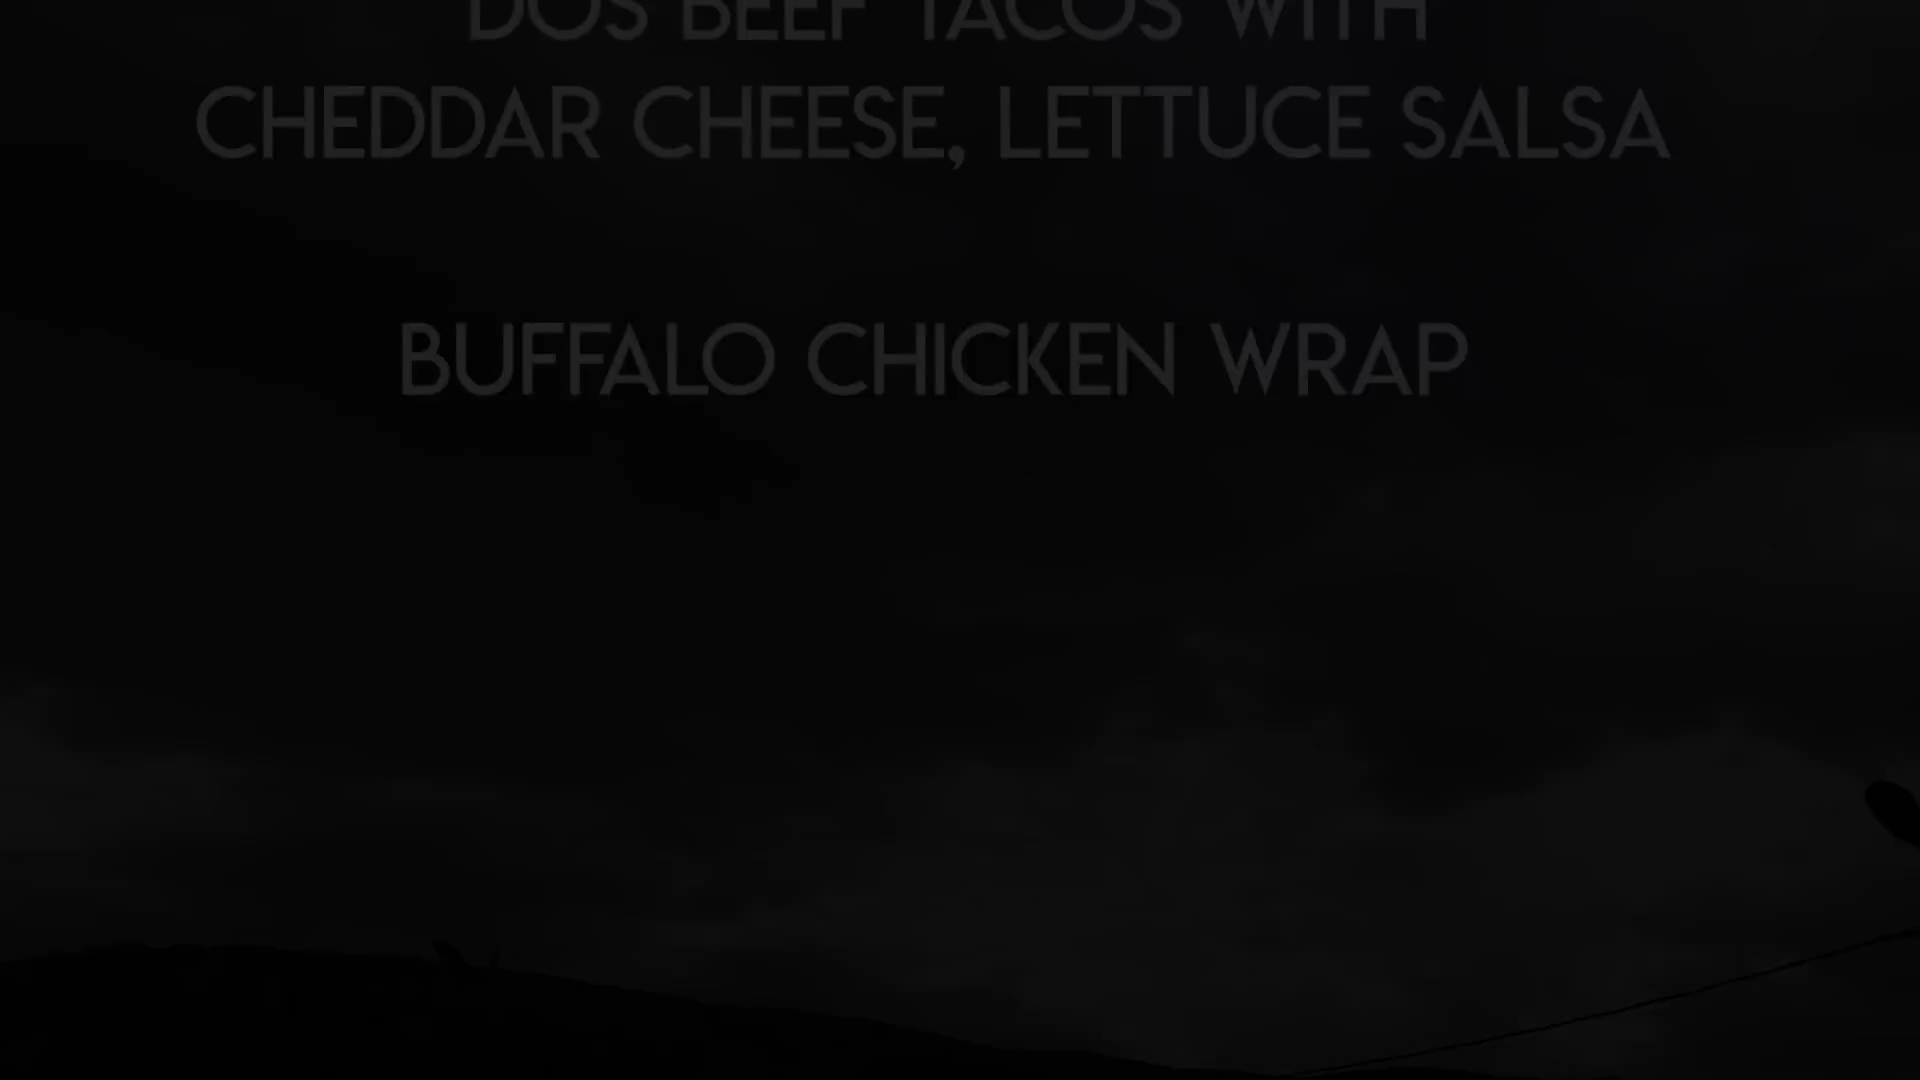 DOS BEEF TACOS WITH
CHEDDAR CHEESE, LETTUCE SALSA
BUFFALO CHICKEN WRAP